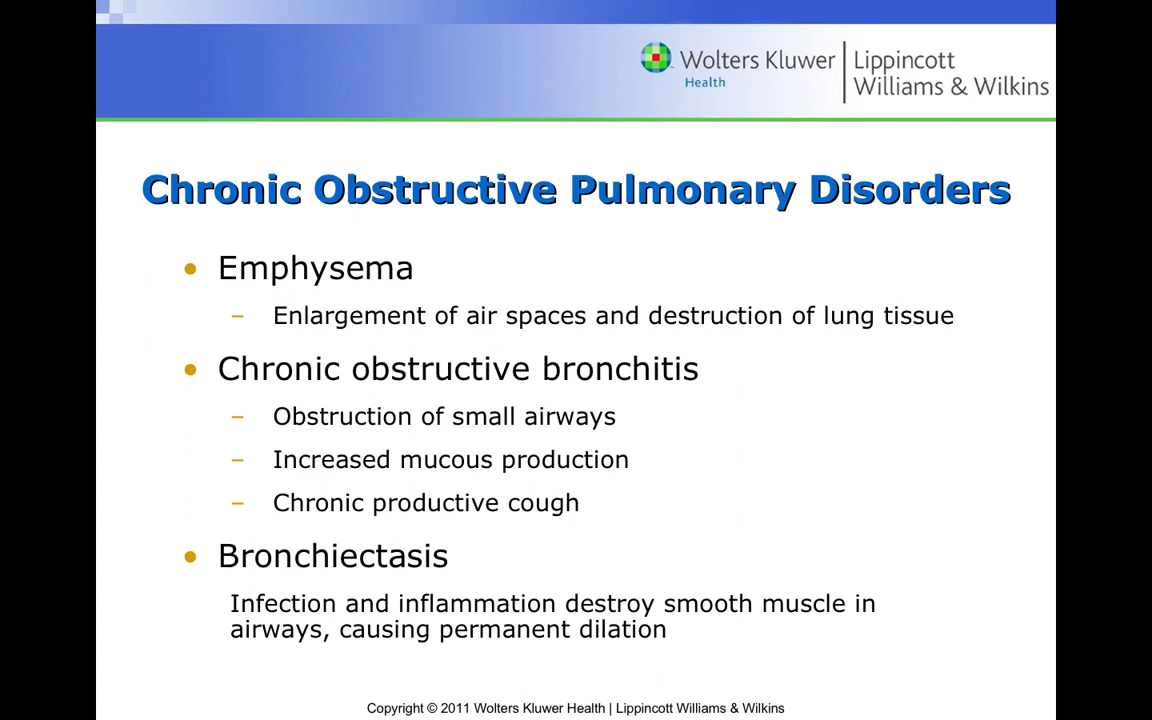 Wolters Kluwer
Health
Lippincott
Williams & Wilkins
Chronic Obstructive Pulmonary Disorders
• Emphysema
– Enlargement of air spaces and destruction of lung tissue
• Chronic obstructive bronchitis
– Obstruction of small airways
– Increased mucous production
– Chronic productive cough
• Bronchiectasis
Infection and inflammation destroy smooth muscle in
airways, causing permanent dilation
Copyright © 2011 Wolters Kluwer Health | Lippincott Williams & Wilkins